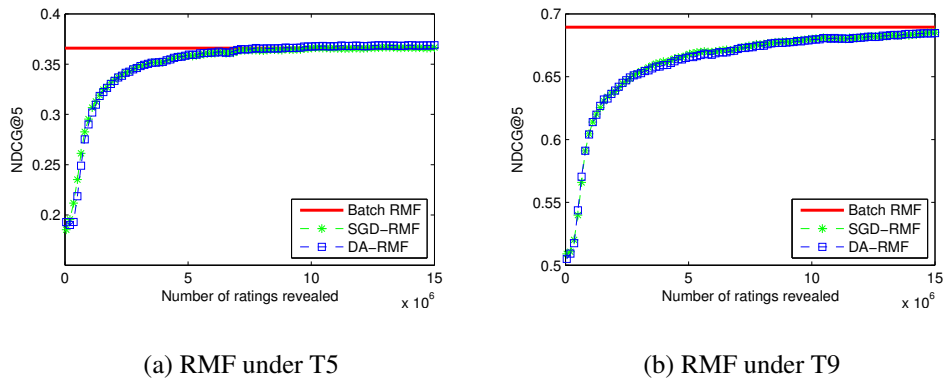 NDCG@5
0.4
0.35
0.3
0.25
0.2
Batch RMF
SGD-RMF
DA-RMF
0
5
10
15
Number of ratings revealed
x 10^6
(a) RMF under T5
NDCG@5
0.7
0.65
0.6
0.55
0.5
Batch RMF
SGD-RMF
DA-RMF
0
5
10
15
Number of ratings revealed
x 10^6
(b) RMF under T9